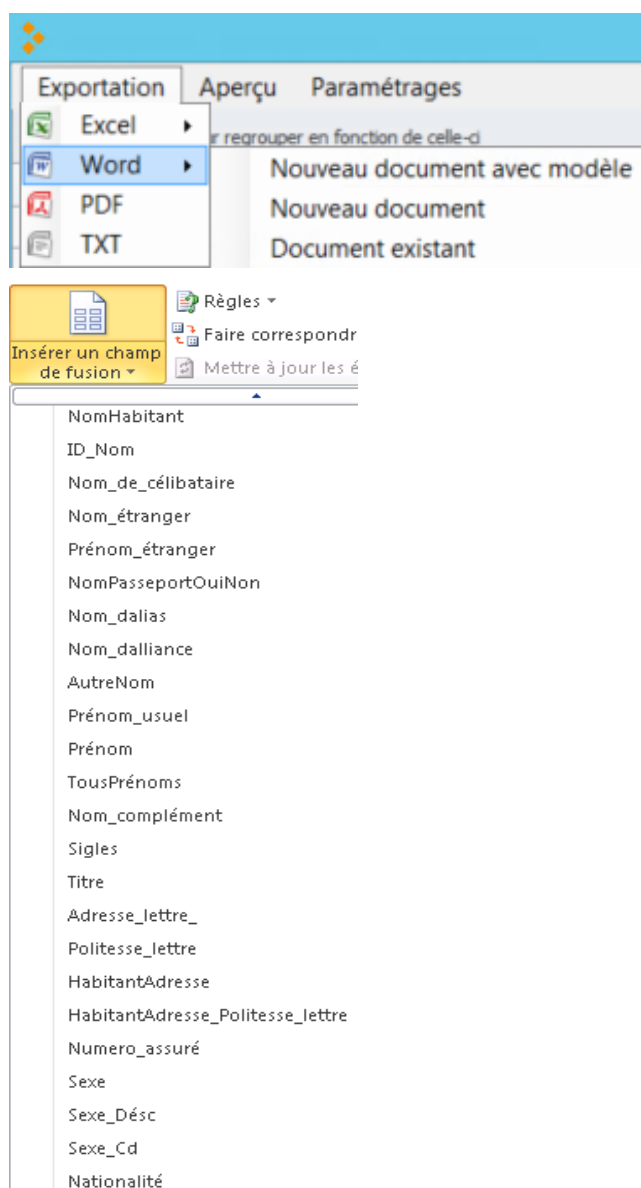 Exportation Aperçu Paramétrages
Excel r regrouper en fonction de celle-ci
Word Nouveau document avec modèle
PDF Nouveau document
TXT Document existant
Règles
Faire correspondr
Insérer un champ
de fusion Mettre à jour les é
NomHabitant
ID_Nom
Nom_de_célibataire
Nom_étranger
Prénom_étranger
NomPasseportOuiNon
Nom_dalias
Nom_dalliance
AutreNom
Prénom_usuel
Prénom
TousPrénoms
Nom_complément
Sigles
Titre
Adresse_lettre_
Politesse_lettre
HabitantAdresse
HabitantAdresse_Politesse_lettre
Numero_assuré
Sexe
Sexe_Désc
Sexe_Cd
Nationalité